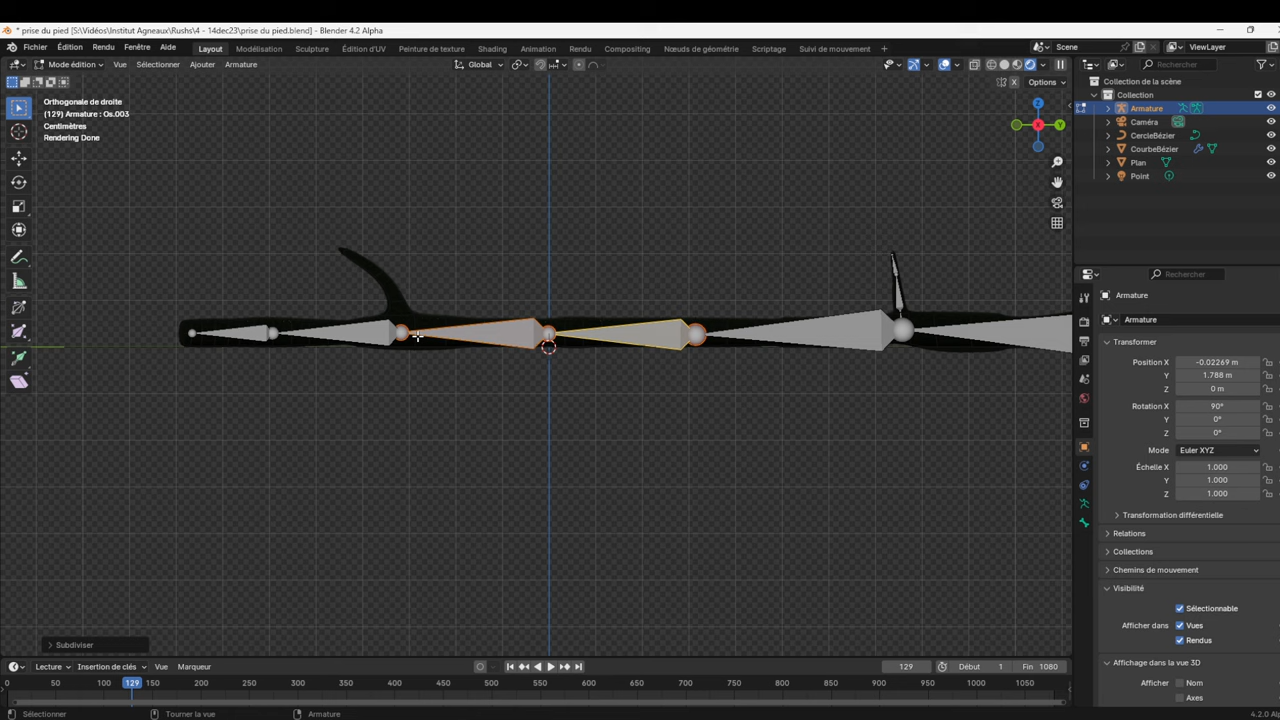 * prise du pied [S:\Vidéos\Institut Agneaux\Rushs\4 - 14dec23\prise du pied.blend] - Blender 4.2 Alpha
Fichier Édition Rendu Fenêtre Aide Layout Modélisation Sculpture Édition d'UV Peinture de texture Shading Animation Rendu Compositing Nœuds de géométrie Scriptage Suivi de mouvement + Scene ViewLayer
Mode édition Vue Sélectionner Ajouter Armature Global Rechercher
X Options
Collection de la scène
Collection
Armature
Caméra
CercleBézier
CourbeBézier
Plan
Point
Orthogonale de droite
(129) Armature : Os.003
Centimètres
Rendering Done
Z
X
Y
Rechercher
Armature
Armature
Transformer
Position X -0.02269 m
Y 1.788 m
Z 0 m
Rotation X 90°
Y 0°
Z 0°
Mode Euler XYZ
Échelle X 1.000
Y 1.000
Z 1.000
Transformation différentielle
Relations
Collections
Chemins de mouvement
Visibilité
Sélectionnable
Afficher dans Vues
Rendus
Affichage dans la vue 3D
Afficher Nom
Axes
Subdiviser
Lecture Insertion de clés Vue Marqueur 129 Début 1 Fin 1080
0 50 100 129 150 200 250 300 350 400 450 500 550 600 650 700 750 800 850 900 950 1000 1050
Sélectionner Tourner la vue Armature 4.2.0 Alp